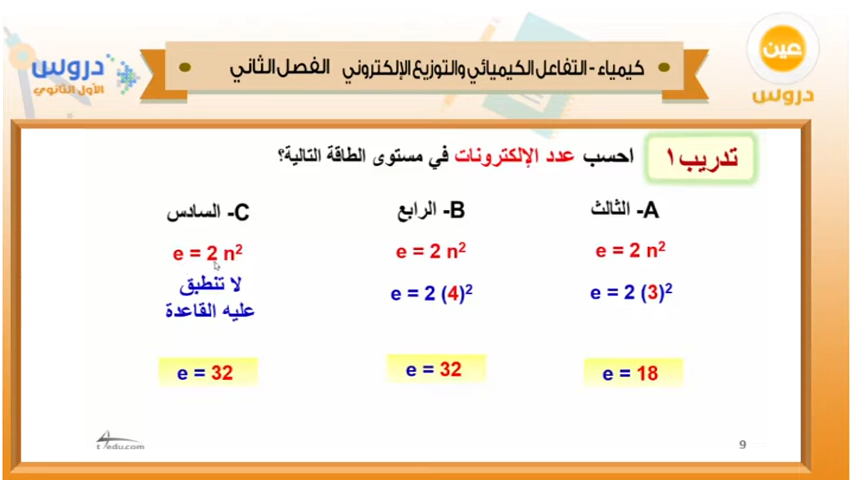 عين
دروس
كيمياء - التفاعل الكيميائي والتوزيع الإلكتروني الفصل الثاني
دروس
الأول الثانوي
تدريب ١
احسب عدد الإلكترونات في مستوى الطاقة التالية؟
A- الثالث
e = 2 n²
e = 2 (3)²
e = 18
B- الرابع
e = 2 n²
e = 2 (4)²
e = 32
C- السادس
e = 2 n²
لا تنطبق
عليه القاعدة
e = 32
t4edu.com
9